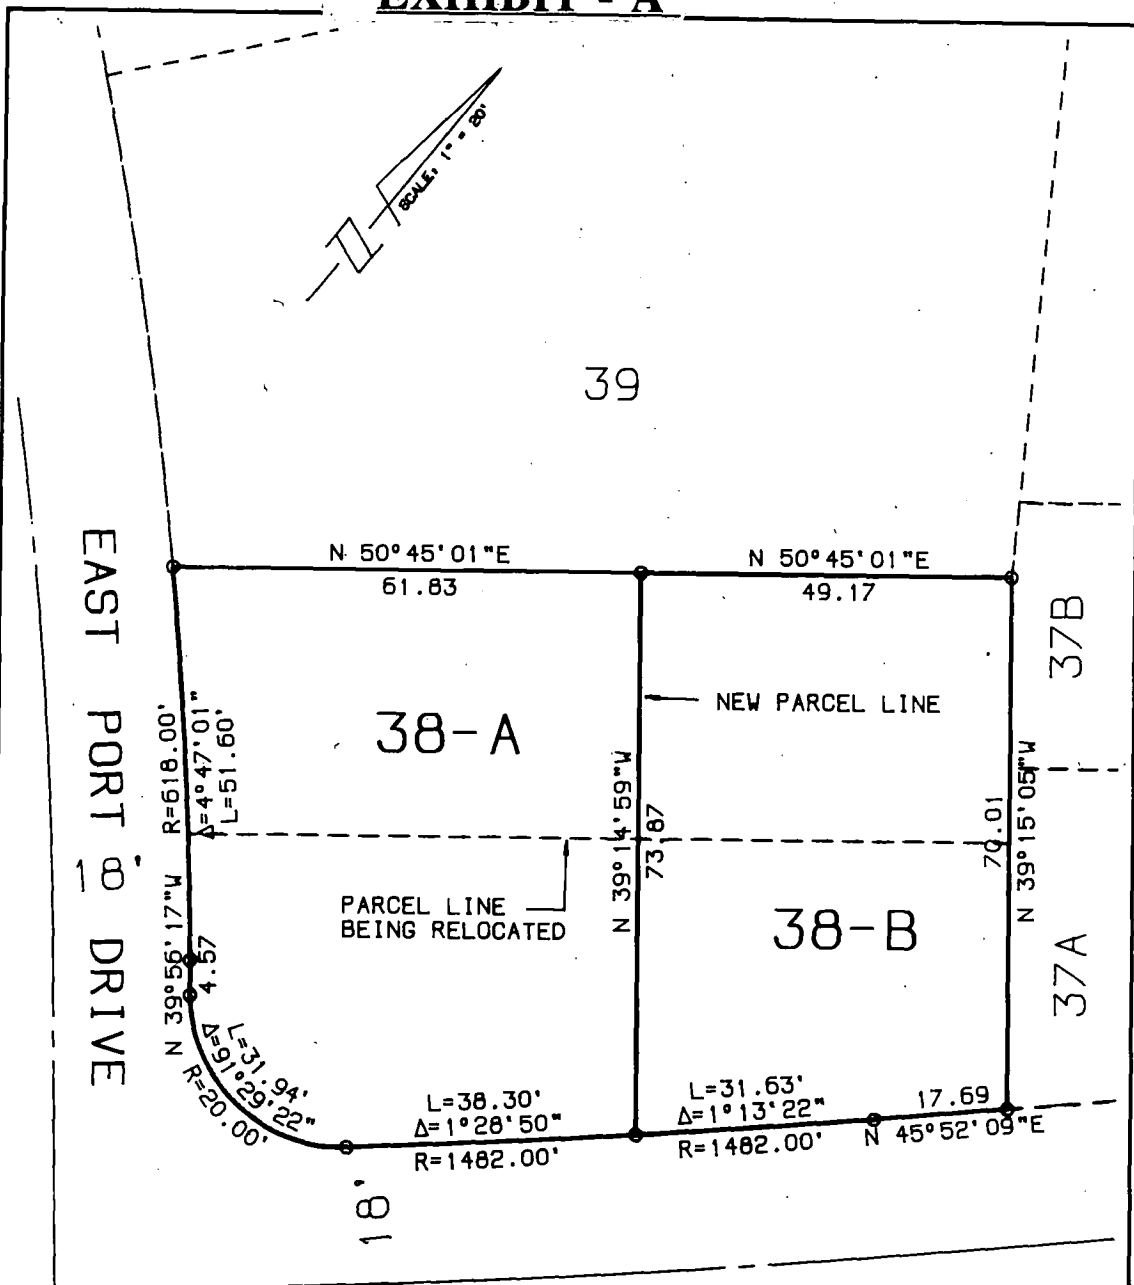 EXHIBIT - A
SCALE: 1" = 20'
39
N 50°45'01"E
61.83
N 50°45'01"E
49.17
37B
NEW PARCEL LINE
38-A
R=618.00'
Δ=4°47'01"
L=51.60'
EAST PORT DRIVE
18'
N 39°14'59"W
73.87
70.01
N 39°15'05"W
PARCEL LINE
BEING RELOCATED
38-B
37A
N 39°56'17"W
4.57
L=31.94'
Δ=91°29'22"
R=20.00'
L=38.30'
Δ=1°28'50"
R=1482.00'
L=31.63'
Δ=1°13'22"
R=1482.00'
17.69
N 45°52'09"E
18'